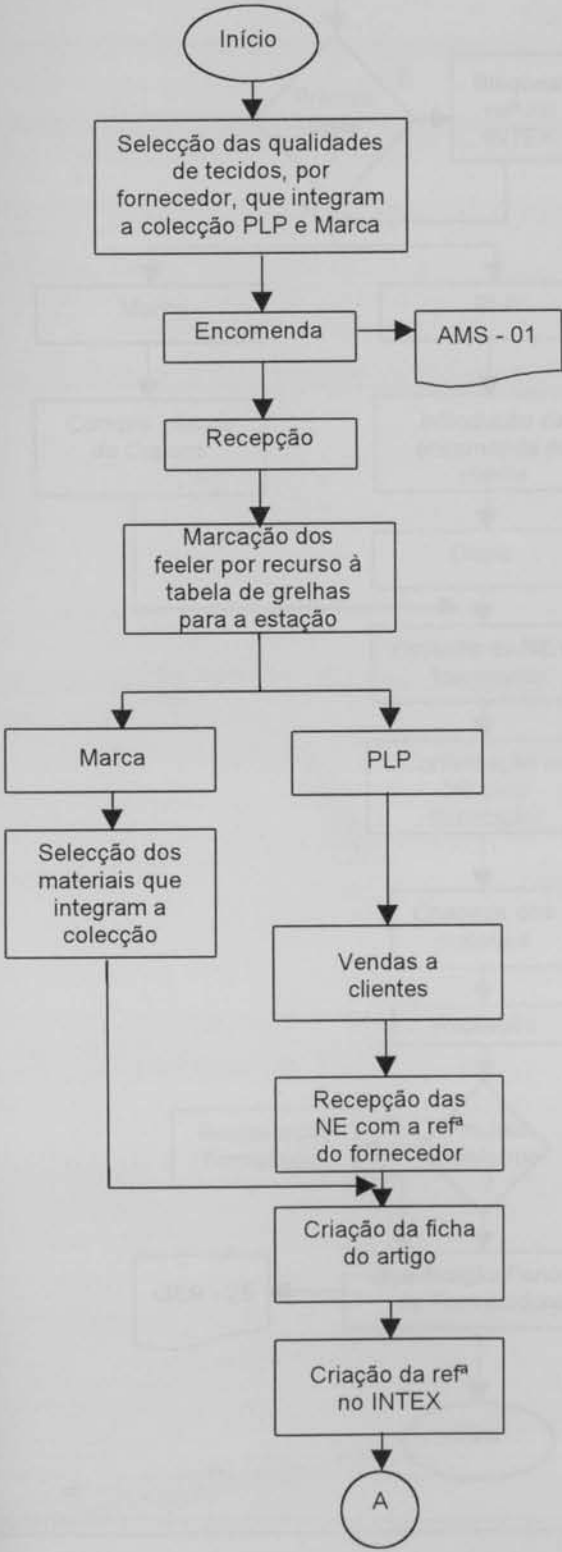 Início
Selecção das qualidades
de tecidos, por
fornecedor, que integram
a colecção PLP e Marca
Encomenda
AMS - 01
Recepção
Marcação dos
feeler por recurso à
tabela de grelhas
para a estação
Marca
PLP
Selecção dos
materiais que
integram a
colecção
Vendas a
clientes
Recepção das
NE com a refª
do fornecedor
Criação da ficha
do artigo
Criação da refª
no INTEX
A